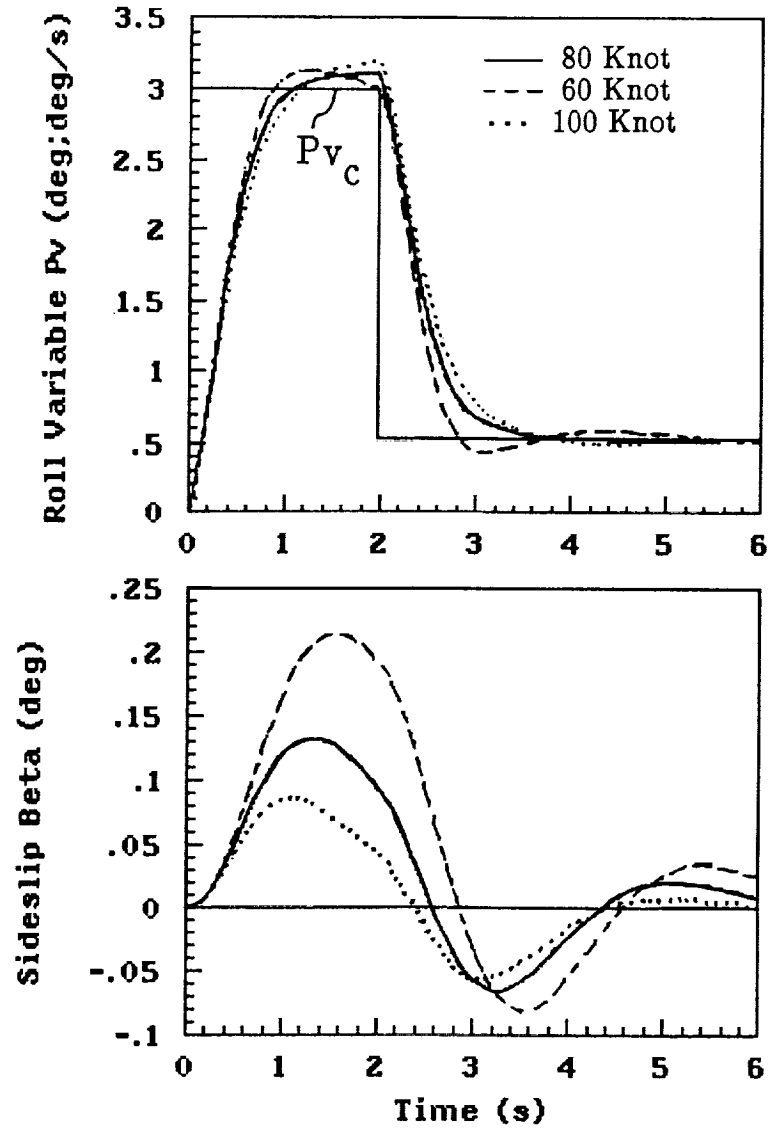 Roll Variable Pv (deg;deg/s)
3.5
3
2.5
2
1.5
1
.5
0
80 Knot
60 Knot
100 Knot
Pv_C
0 1 2 3 4 5 6
Sideslip Beta (deg)
.25
.2
.15
.1
.05
0
-.05
-.1
0 1 2 3 4 5 6
Time (s)